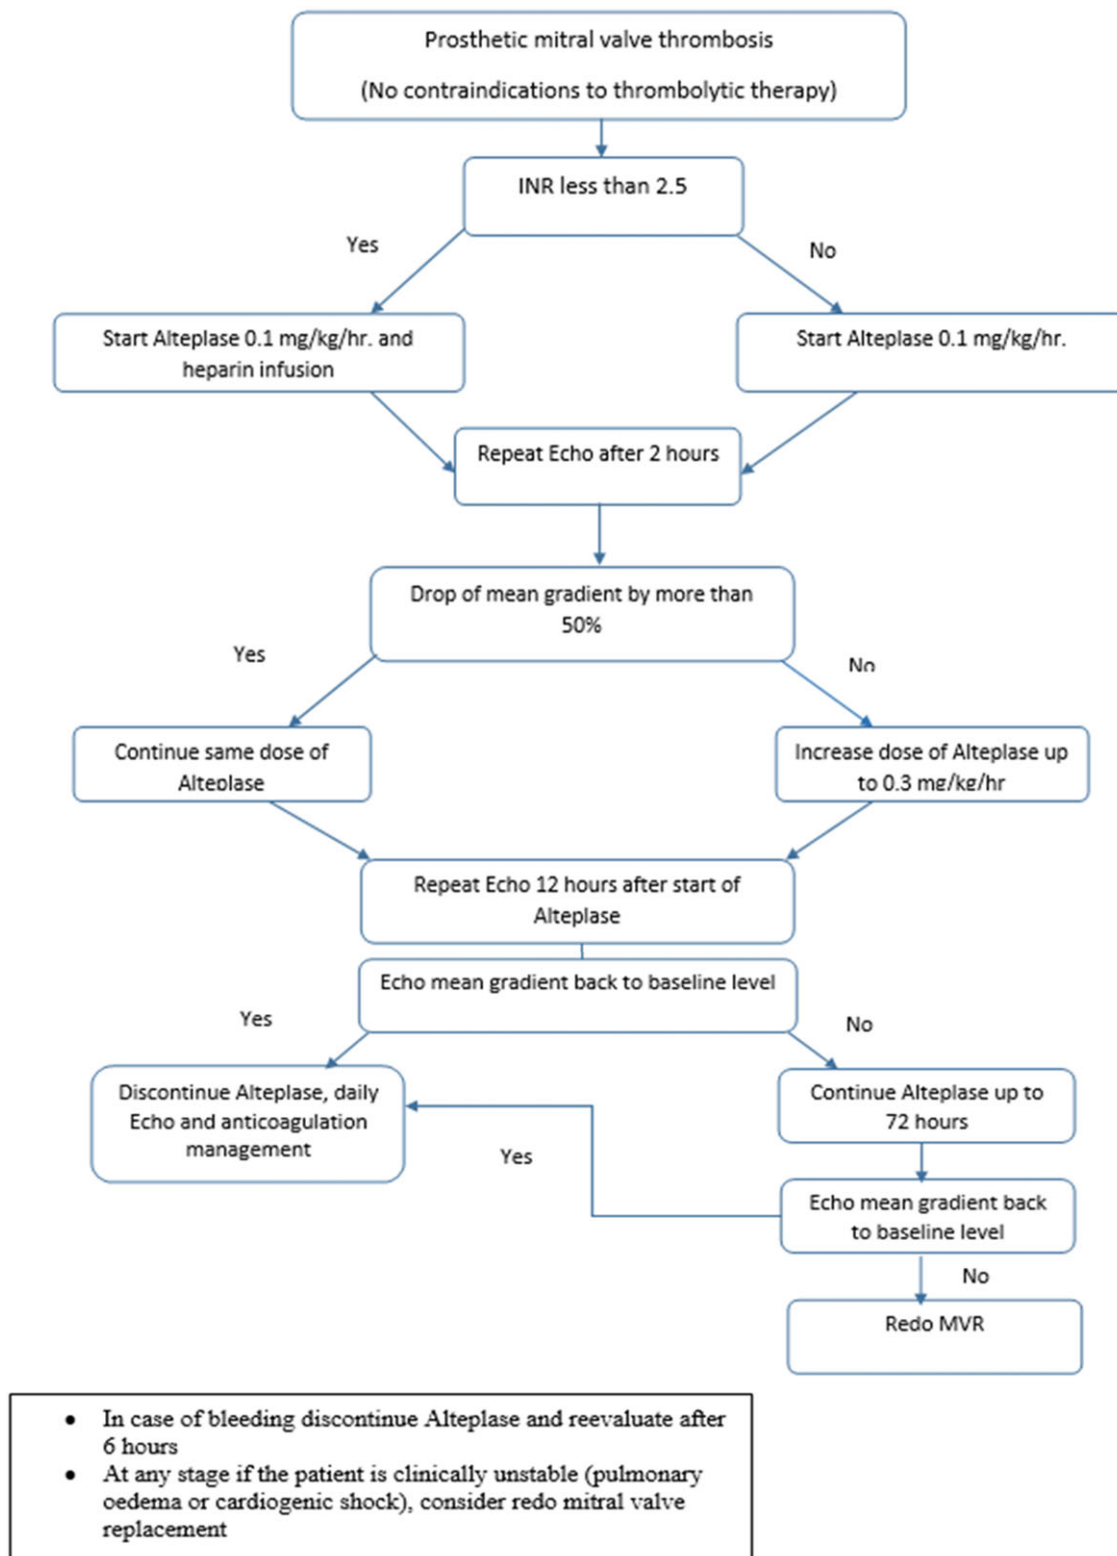 Prosthetic mitral valve thrombosis
(No contraindications to thrombolytic therapy)
INR less than 2.5
Yes
No
Start Alteplase 0.1 mg/kg/hr. and
heparin infusion
Start Alteplase 0.1 mg/kg/hr.
Repeat Echo after 2 hours
Drop of mean gradient by more than
50%
Yes
No
Continue same dose of
Alteplase
Increase dose of Alteplase up
to 0.3 mg/kg/hr
Repeat Echo 12 hours after start of
Alteplase
Echo mean gradient back to baseline level
Yes
No
Discontinue Alteplase, daily
Echo and anticoagulation
management
Continue Alteplase up to
72 hours
Yes
Echo mean gradient back
to baseline level
No
Redo MVR
• In case of bleeding discontinue Alteplase and reevaluate after
6 hours
• At any stage if the patient is clinically unstable (pulmonary
oedema or cardiogenic shock), consider redo mitral valve
replacement